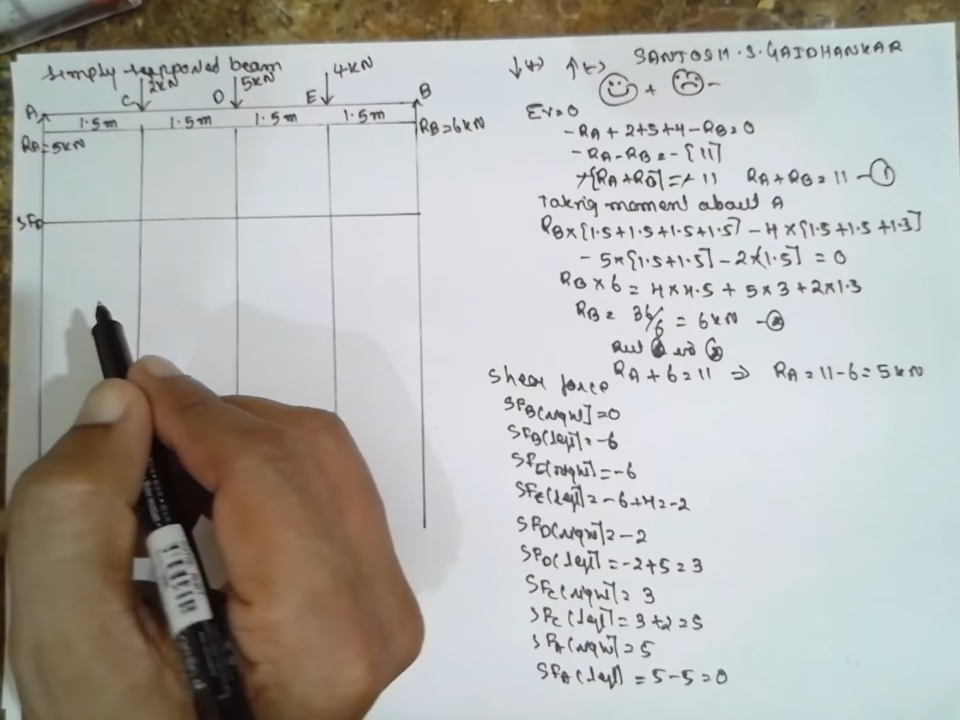 Simply supported beam
2kN 5kN 4kN
A C D E B
1.5m 1.5m 1.5m 1.5m
RA=5kN RB=6kN
SFD
↓(+) ↑(-) SANTOSH.S.GAIDHANKAR
+ -
Σv=0
-RA+2+5+4-RB=0
-RA-RB=-[11]
-[RA+RB]=-11 RA+RB=11 -①
Taking moment about A
RB×[1.5+1.5+1.5+1.5]-4×[1.5+1.5+1.5]
-5×[1.5+1.5]-2×[1.5]=0
RB×6=4×4.5+5×3+2×1.5
RB=36/6=6kN -②
RA+6=11 ⇒ RA=11-6=5kN
Shear force
SFB(right)=0
SFB(left)=-6
SFE(right)=-6
SFE(left)=-6+4=-2
SFD(right)=-2
SFD(left)=-2+5=3
SFC(right)=3
SFC(left)=3+2=5
SFA(right)=5
SFA(left)=5-5=0